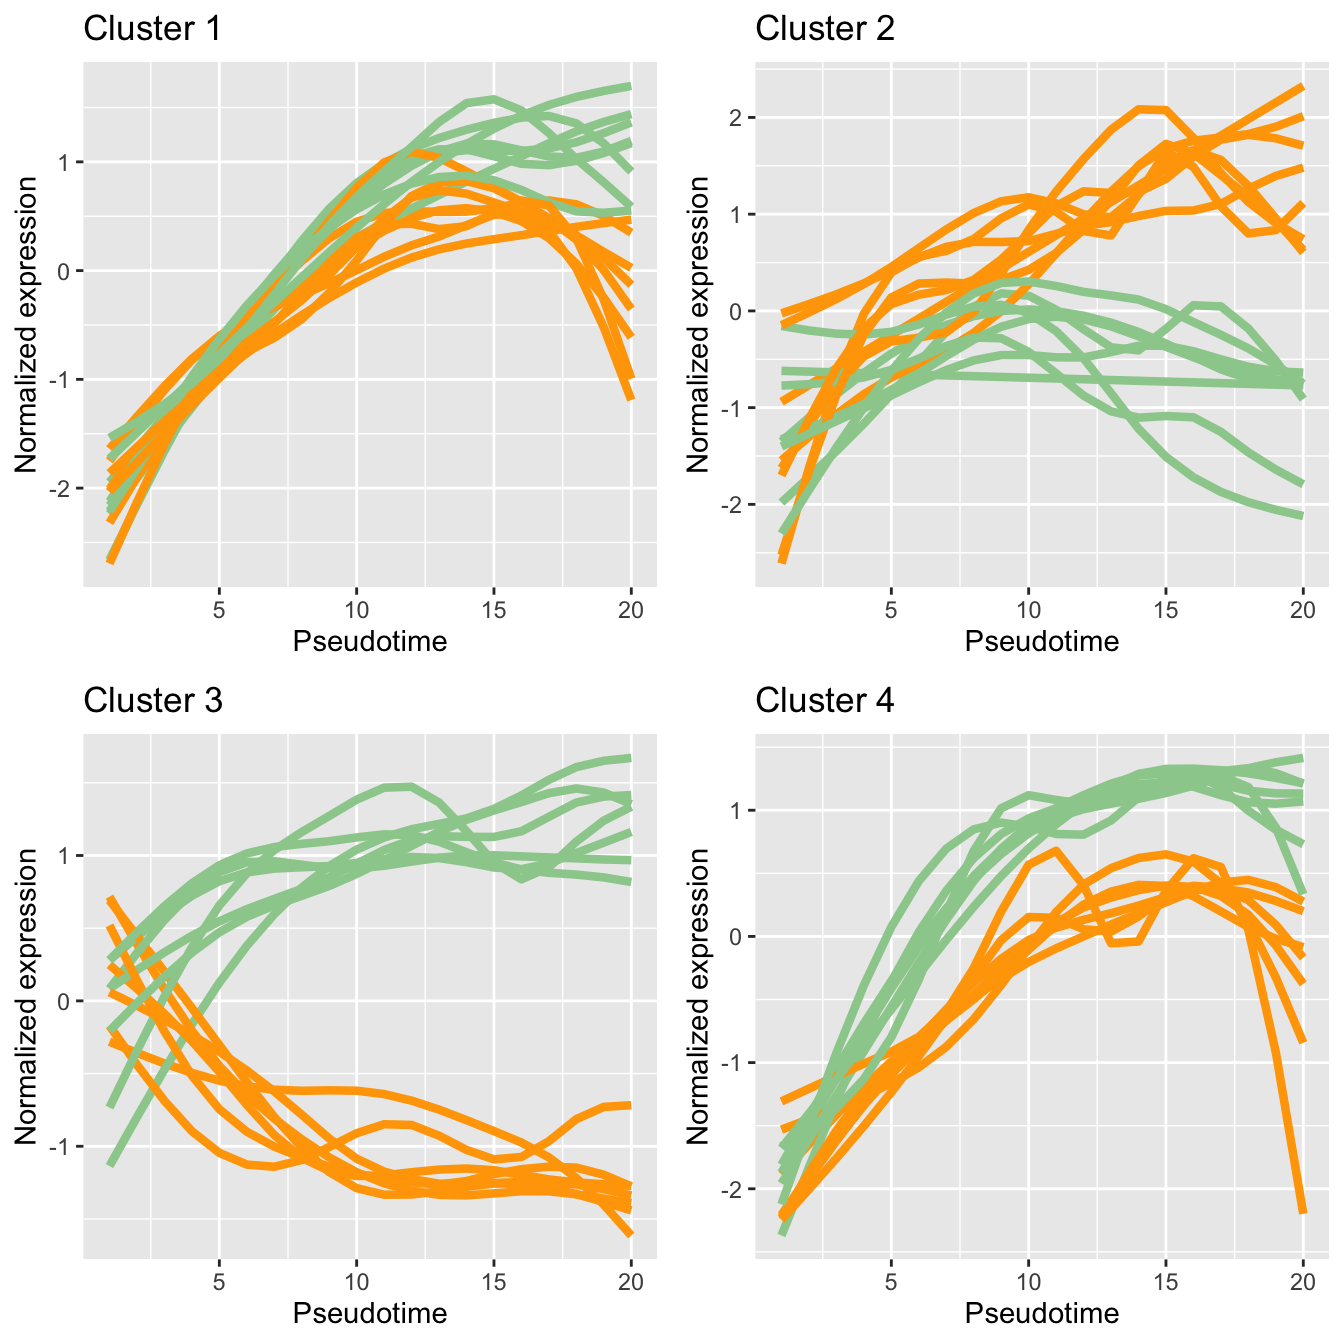 Cluster 1
Normalized expression
1
0
-1
-2
5 10 15 20
Pseudotime
Cluster 2
Normalized expression
2
1
0
-1
-2
5 10 15 20
Pseudotime
Cluster 3
Normalized expression
1
0
-1
5 10 15 20
Pseudotime
Cluster 4
Normalized expression
1
0
-1
-2
5 10 15 20
Pseudotime